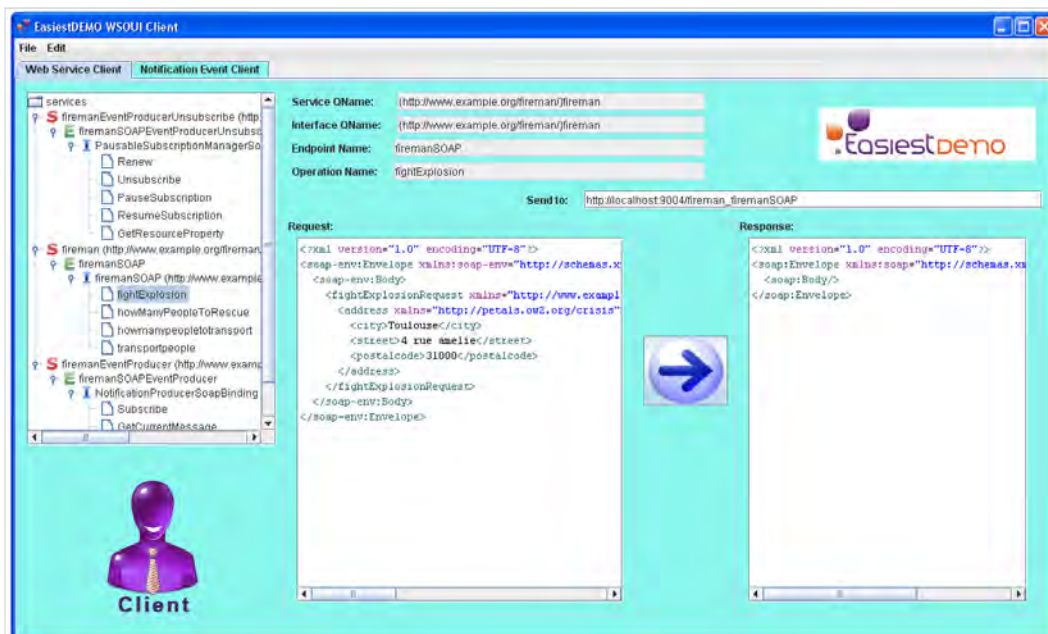 EasiestDEMO WSOUI Client
File Edit
Web Service Client Notification Event Client
services
S firemanEventProducerUnsubscribe (http
E firemanSOAPEventProducerUnsubsc
I PausableSubscriptionManagerSo
Renew
Unsubscribe
PauseSubscription
ResumeSubscription
GetResourceProperty
S fireman (http://www.example.org/fireman
E firemanSOAP
I firemanSOAP (http://www.example
fightExplosion
howManyPeopleToRescue
howmanypeopletotransport
transportpeople
S firemanEventProducer (http://www.examp
E firemanSOAPEventProducer
I NotificationProducerSoapBinding
Subscribe
GetCurrentMessage
Client
Service QName: {http://www.example.org/fireman/}fireman
Interface QName: {http://www.example.org/fireman/}fireman
Endpoint Name: firemanSOAP
Operation Name: fightExplosion
EasiestDemo
Send to: http://localhost:9004/fireman_firemanSOAP
Request:
<?xml version="1.0" encoding="UTF-8"?>
<soap-env:Envelope xmlns:soap-env="http://schemas.x
<soap-env:Body>
<fightExplosionRequest xmlns="http://www.exampl
<address xmlns="http://petals.ow2.org/crisis"
<city>Toulouse</city>
<street>4 rue amelie</street>
<postalcode>31000</postalcode>
</address>
</fightExplosionRequest>
</soap-env:Body>
</soap-env:Envelope>
Response:
<?xml version="1.0" encoding="UTF-8"?>
<soap:Envelope xmlns:soap="http://schemas.xm
<soap:Body/>
</soap:Envelope>